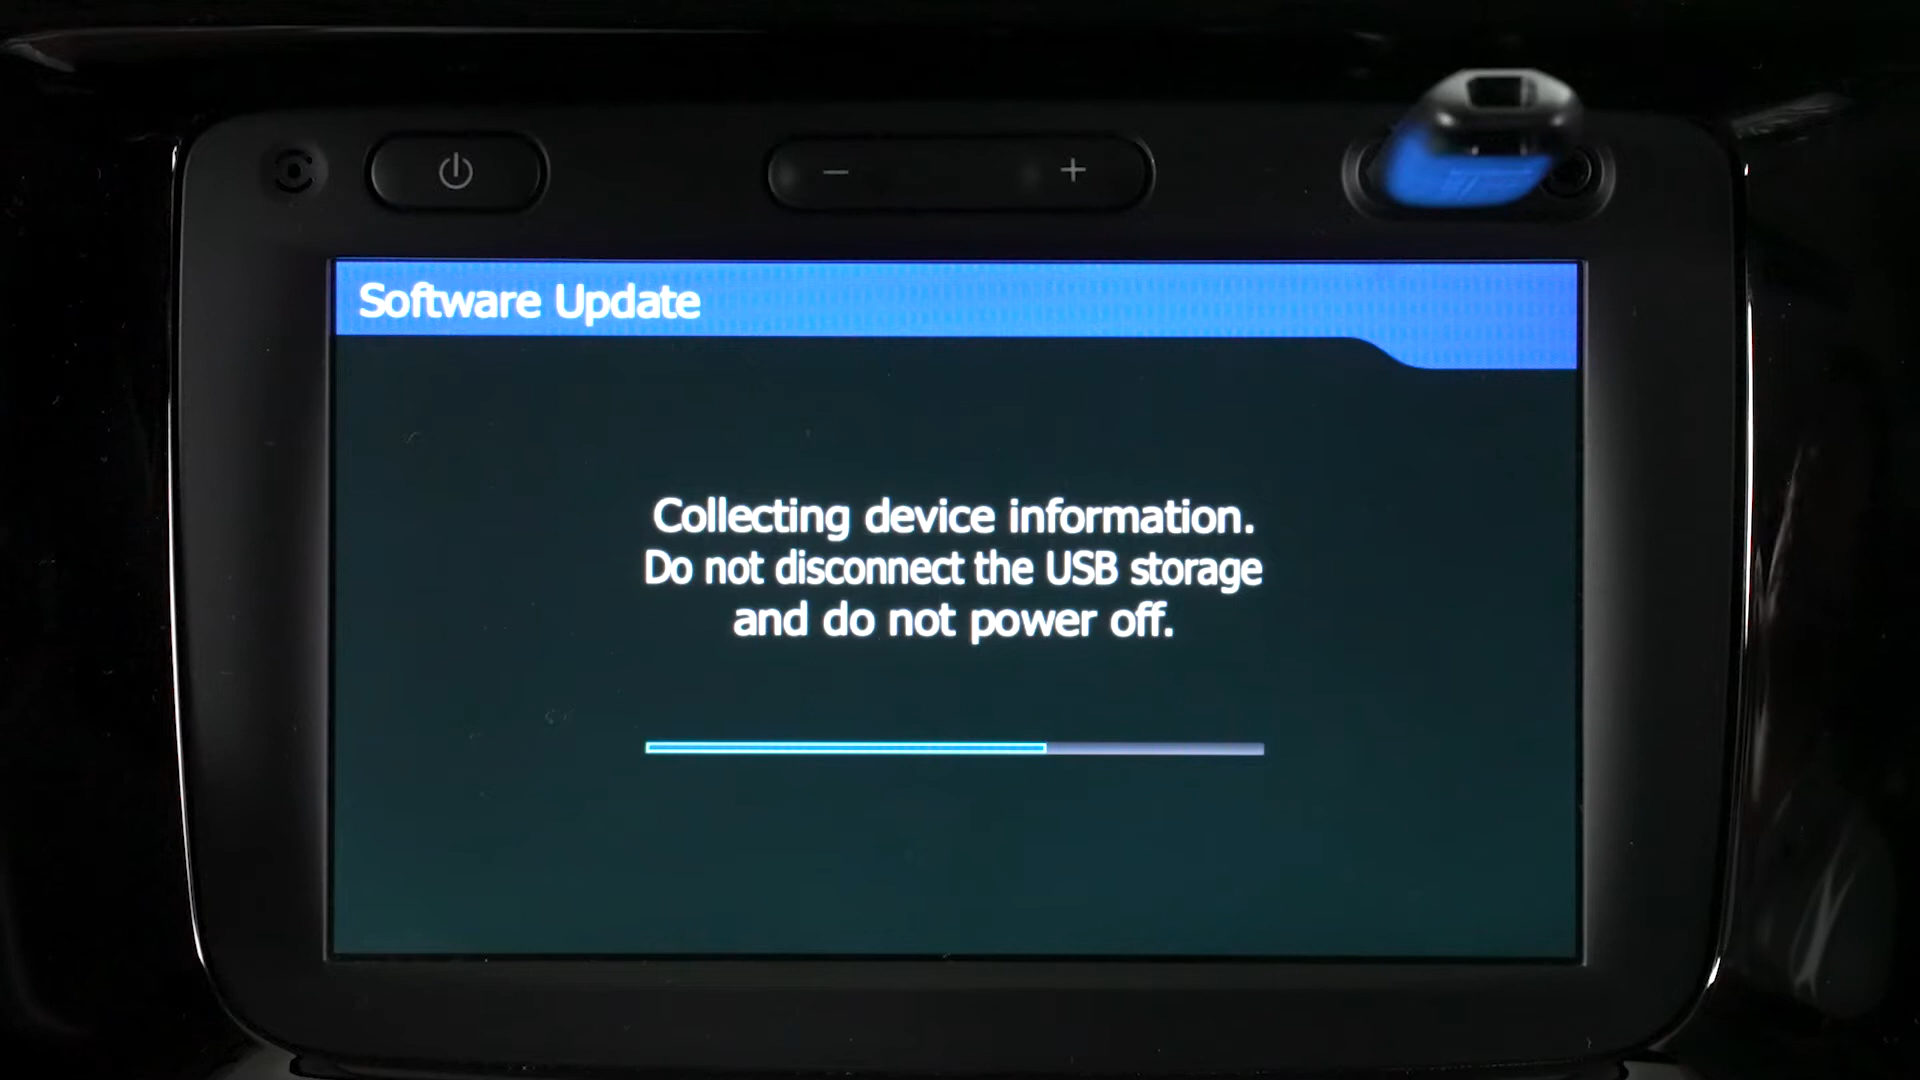 Software Update
Collecting device information.
Do not disconnect the USB storage
and do not power off.